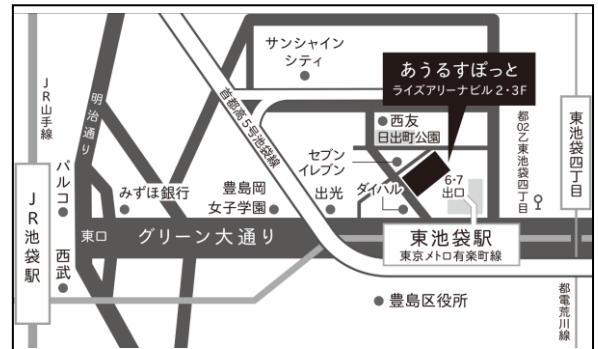 サンシャイン
シティ
あうるすぽっと
ライズアリーナビル2・3F
JR山手線
明治通り
首都高5号池袋線
西友
日出町公園
都02乙東池袋四丁目
東池袋四丁目
セブン
イレブン
パルコ
みずほ銀行
豊島岡
女子学園
出光
ダイハル
6・7
出口
JR池袋駅
東口
グリーン大通り
東池袋駅
東京メトロ有楽町線
西武
豊島区役所
都電荒川線